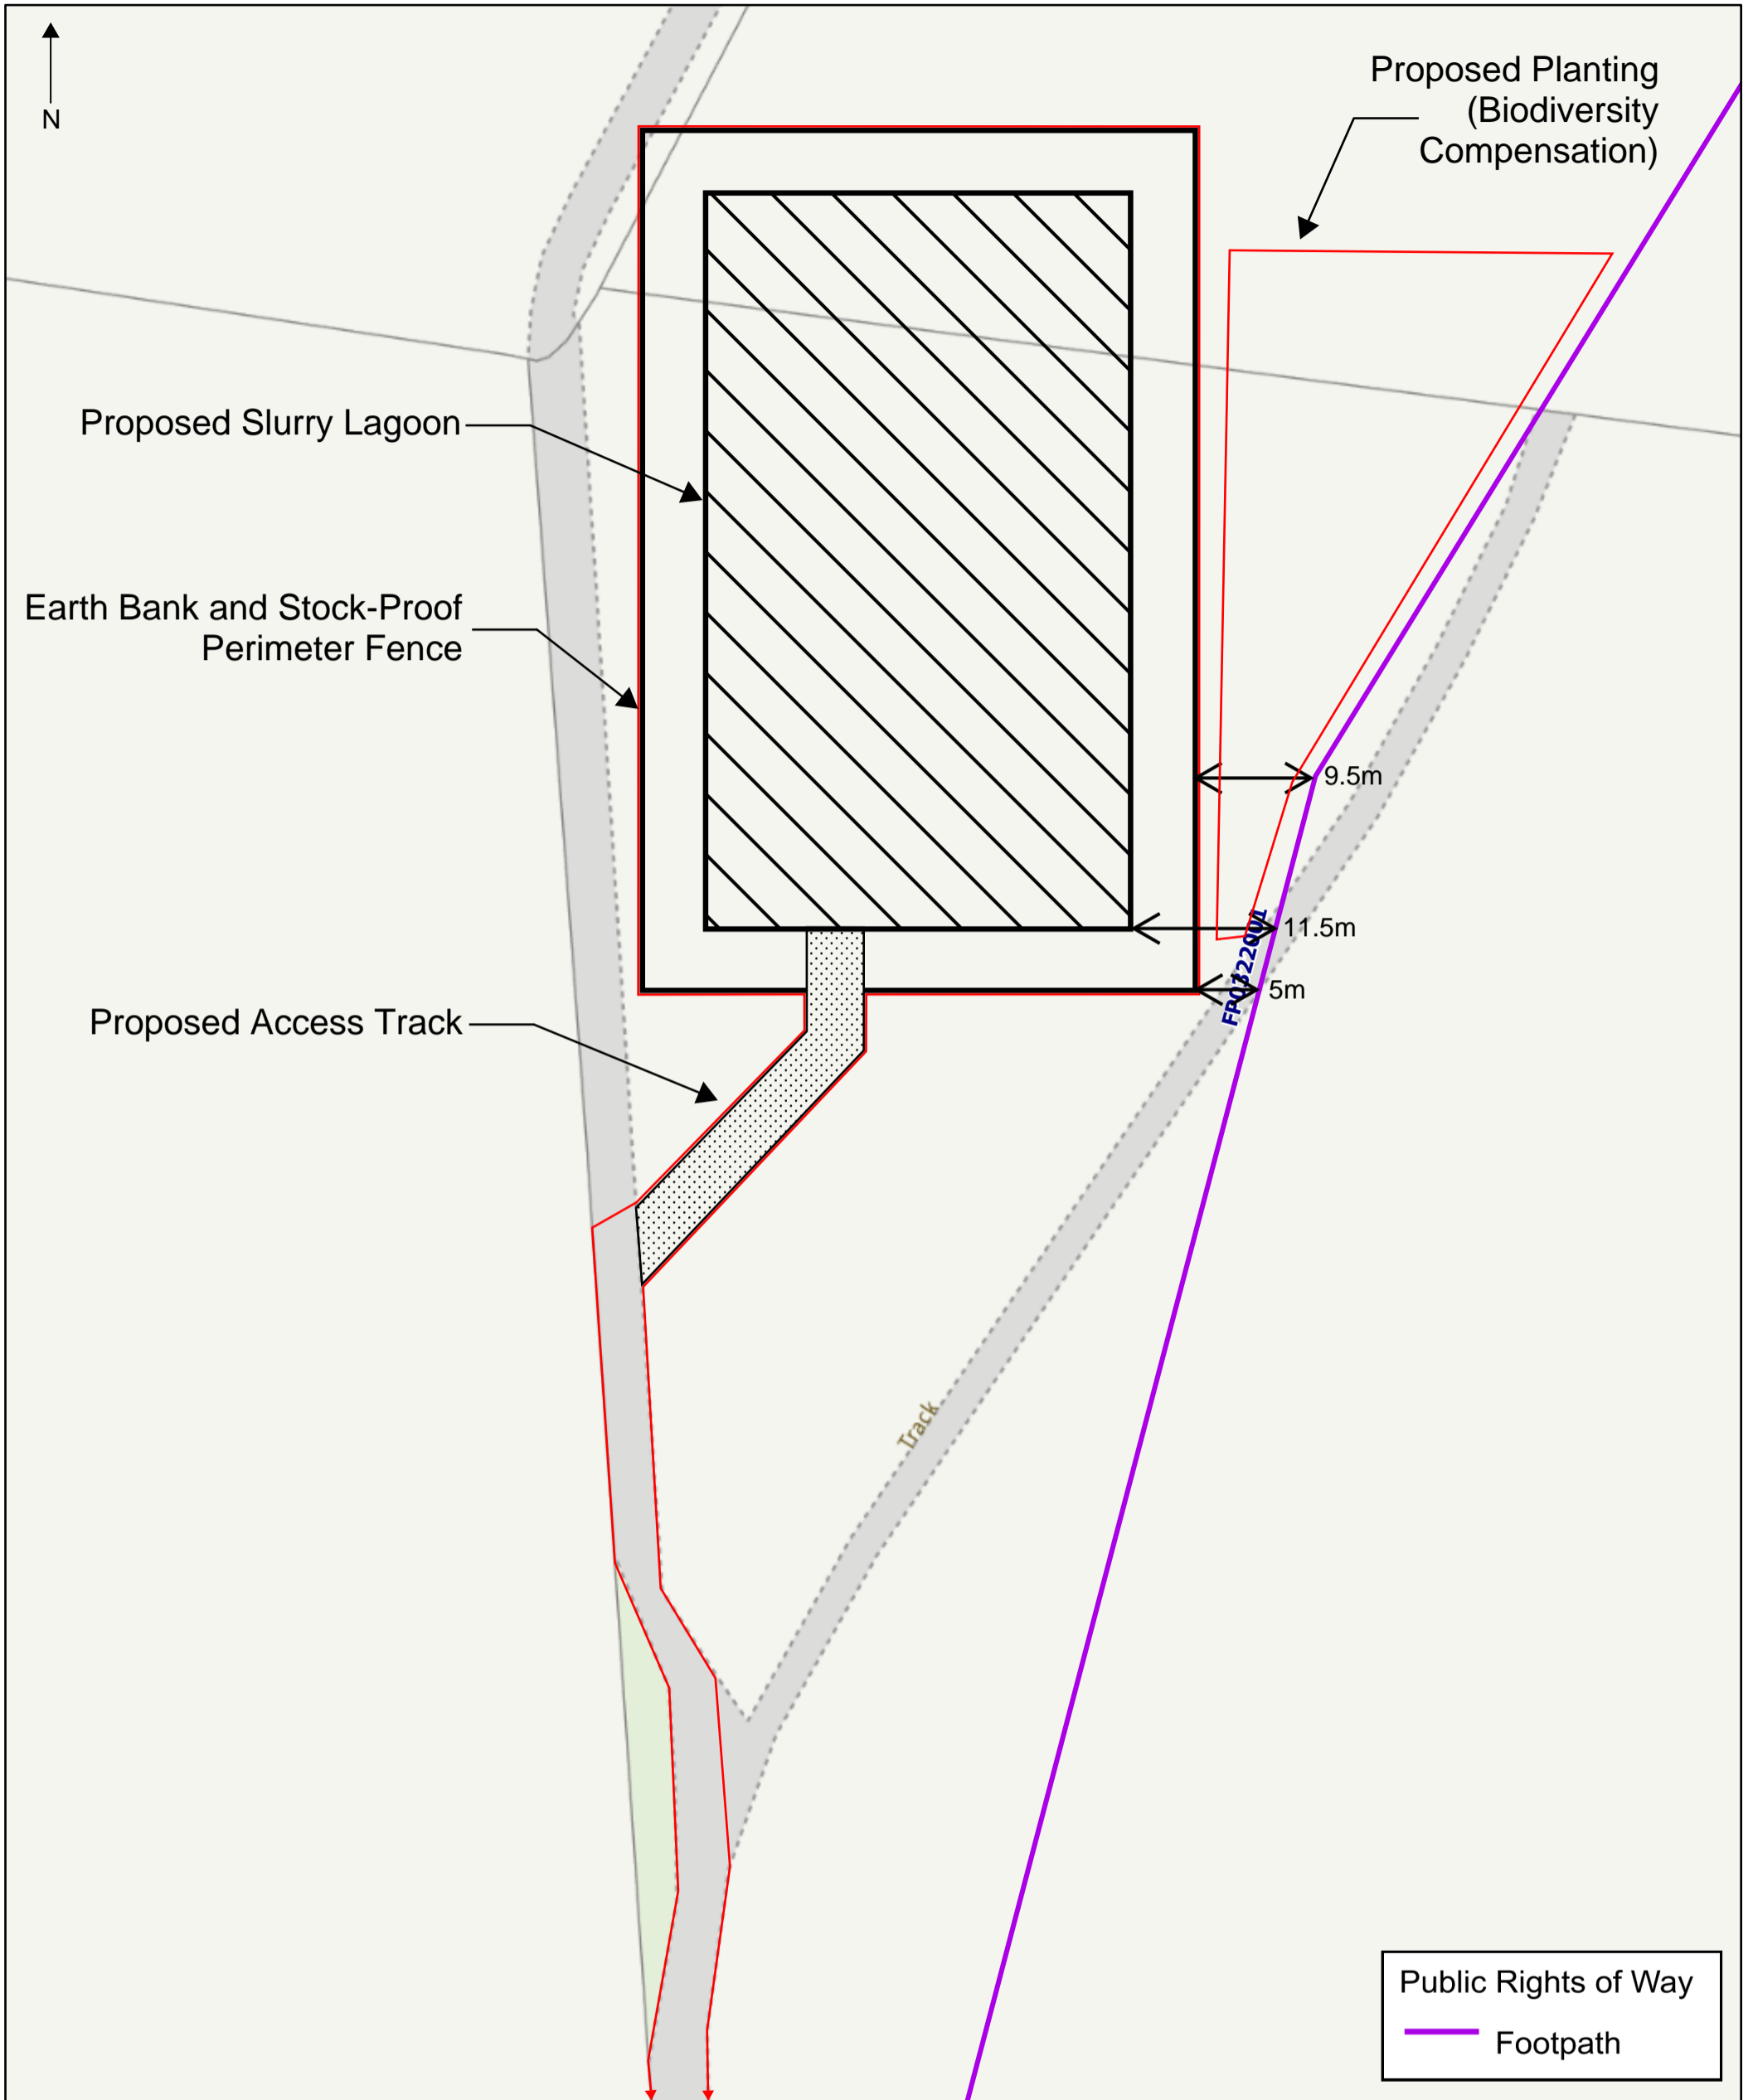 N
Proposed Planting
(Biodiversity
Compensation)
Proposed Slurry Lagoon
Earth Bank and Stock-Proof
Perimeter Fence
9.5m
11.5m
FP0322001
5m
Proposed Access Track
Track
Public Rights of Way
Footpath